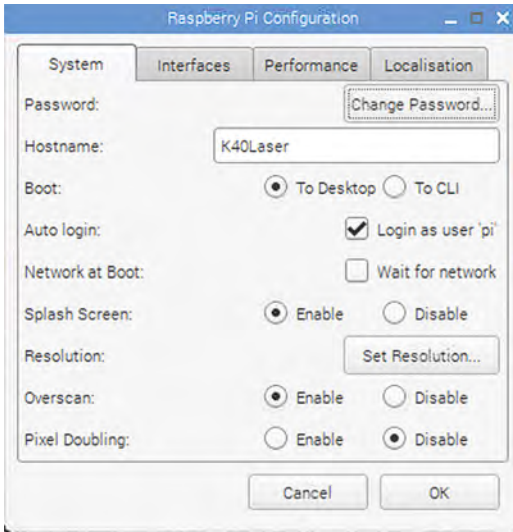 Raspberry Pi Configuration
System Interfaces Performance Localisation
Password: Change Password...
Hostname: K40Laser
Boot: To Desktop To CLI
Auto login: Login as user 'pi'
Network at Boot: Wait for network
Splash Screen: Enable Disable
Resolution: Set Resolution...
Overscan: Enable Disable
Pixel Doubling: Enable Disable
Cancel OK